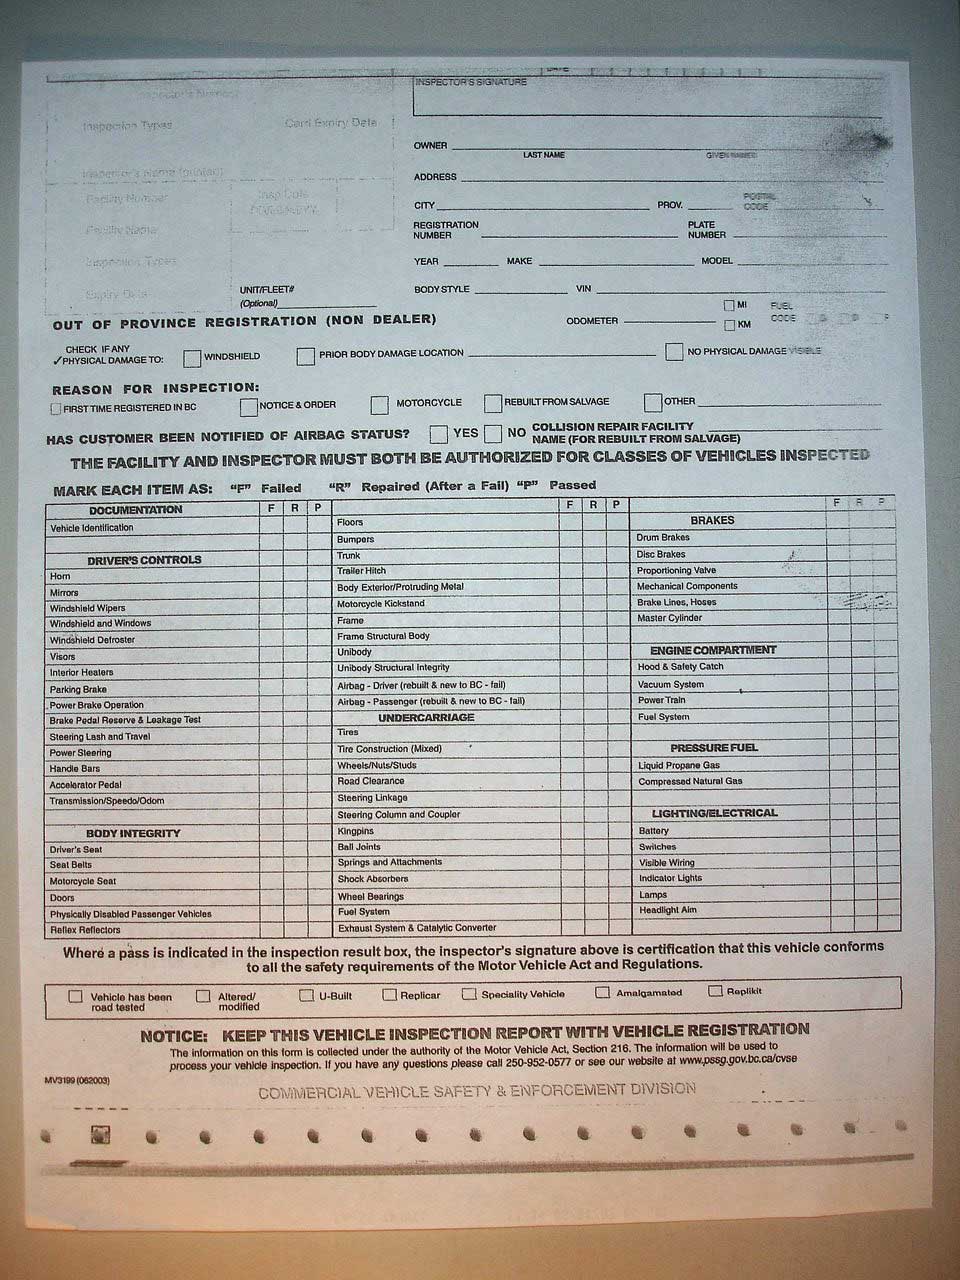 DATE
Inspector's Number
INSPECTOR'S SIGNATURE
Inspection Types Card Expiry Date
OWNER
LAST NAME GIVEN NAMES
Inspector's Name (printed)
ADDRESS
Facility Number Insp Date
CITY PROV. POSTAL CODE
Facility Name
REGISTRATION NUMBER PLATE NUMBER
Inspection Types
YEAR MAKE MODEL
Expiry Date
UNIT/FLEET# (Optional)
BODY STYLE VIN
OUT OF PROVINCE REGISTRATION (NON DEALER)
ODOMETER MI KM FUEL CODE
CHECK IF ANY
✓PHYSICAL DAMAGE TO: WINDSHIELD PRIOR BODY DAMAGE LOCATION NO PHYSICAL DAMAGE VISIBLE
REASON FOR INSPECTION:
FIRST TIME REGISTERED IN BC NOTICE & ORDER MOTORCYCLE REBUILT FROM SALVAGE OTHER
HAS CUSTOMER BEEN NOTIFIED OF AIRBAG STATUS? YES NO COLLISION REPAIR FACILITY
NAME (FOR REBUILT FROM SALVAGE)
THE FACILITY AND INSPECTOR MUST BOTH BE AUTHORIZED FOR CLASSES OF VEHICLES INSPECTED
MARK EACH ITEM AS: "F" Failed "R" Repaired (After a Fail) "P" Passed
DOCUMENTATION F R P
Vehicle Identification
DRIVER'S CONTROLS
Horn
Mirrors
Windshield Wipers
Windshield and Windows
Windshield Defroster
Visors
Interior Heaters
Parking Brake
Power Brake Operation
Brake Pedal Reserve & Leakage Test
Steering Lash and Travel
Power Steering
Handle Bars
Accelerator Pedal
Transmission/Speedo/Odom
BODY INTEGRITY
Driver's Seat
Seat Belts
Motorcycle Seat
Doors
Physically Disabled Passenger Vehicles
Reflex Reflectors
F R P
Floors
Bumpers
Trunk
Trailer Hitch
Body Exterior/Protruding Metal
Motorcycle Kickstand
Frame
Frame Structural Body
Unibody
Unibody Structural Integrity
Airbag - Driver (rebuilt & new to BC - fail)
Airbag - Passenger (rebuilt & new to BC - fail)
UNDERCARRIAGE
Tires
Tire Construction (Mixed)
Wheels/Nuts/Studs
Road Clearance
Steering Linkage
Steering Column and Coupler
Kingpins
Ball Joints
Springs and Attachments
Shock Absorbers
Wheel Bearings
Fuel System
Exhaust System & Catalytic Converter
F R P
BRAKES
Drum Brakes
Disc Brakes
Proportioning Valve
Mechanical Components
Brake Lines, Hoses
Master Cylinder
ENGINE COMPARTMENT
Hood & Safety Catch
Vacuum System
Power Train
Fuel System
PRESSURE FUEL
Liquid Propane Gas
Compressed Natural Gas
LIGHTING/ELECTRICAL
Battery
Switches
Visible Wiring
Indicator Lights
Lamps
Headlight Aim
Where a pass is indicated in the inspection result box, the inspector's signature above is certification that this vehicle conforms
to all the safety requirements of the Motor Vehicle Act and Regulations.
Vehicle has been road tested Altered/ modified U-Built Replicar Speciality Vehicle Amalgamated Replikit
NOTICE: KEEP THIS VEHICLE INSPECTION REPORT WITH VEHICLE REGISTRATION
The information on this form is collected under the authority of the Motor Vehicle Act, Section 216. The information will be used to
process your vehicle inspection. If you have any questions please call 250-952-0577 or see our website at www.pssg.gov.bc.ca/cvse
MV3199 (062003)
COMMERCIAL VEHICLE SAFETY & ENFORCEMENT DIVISION